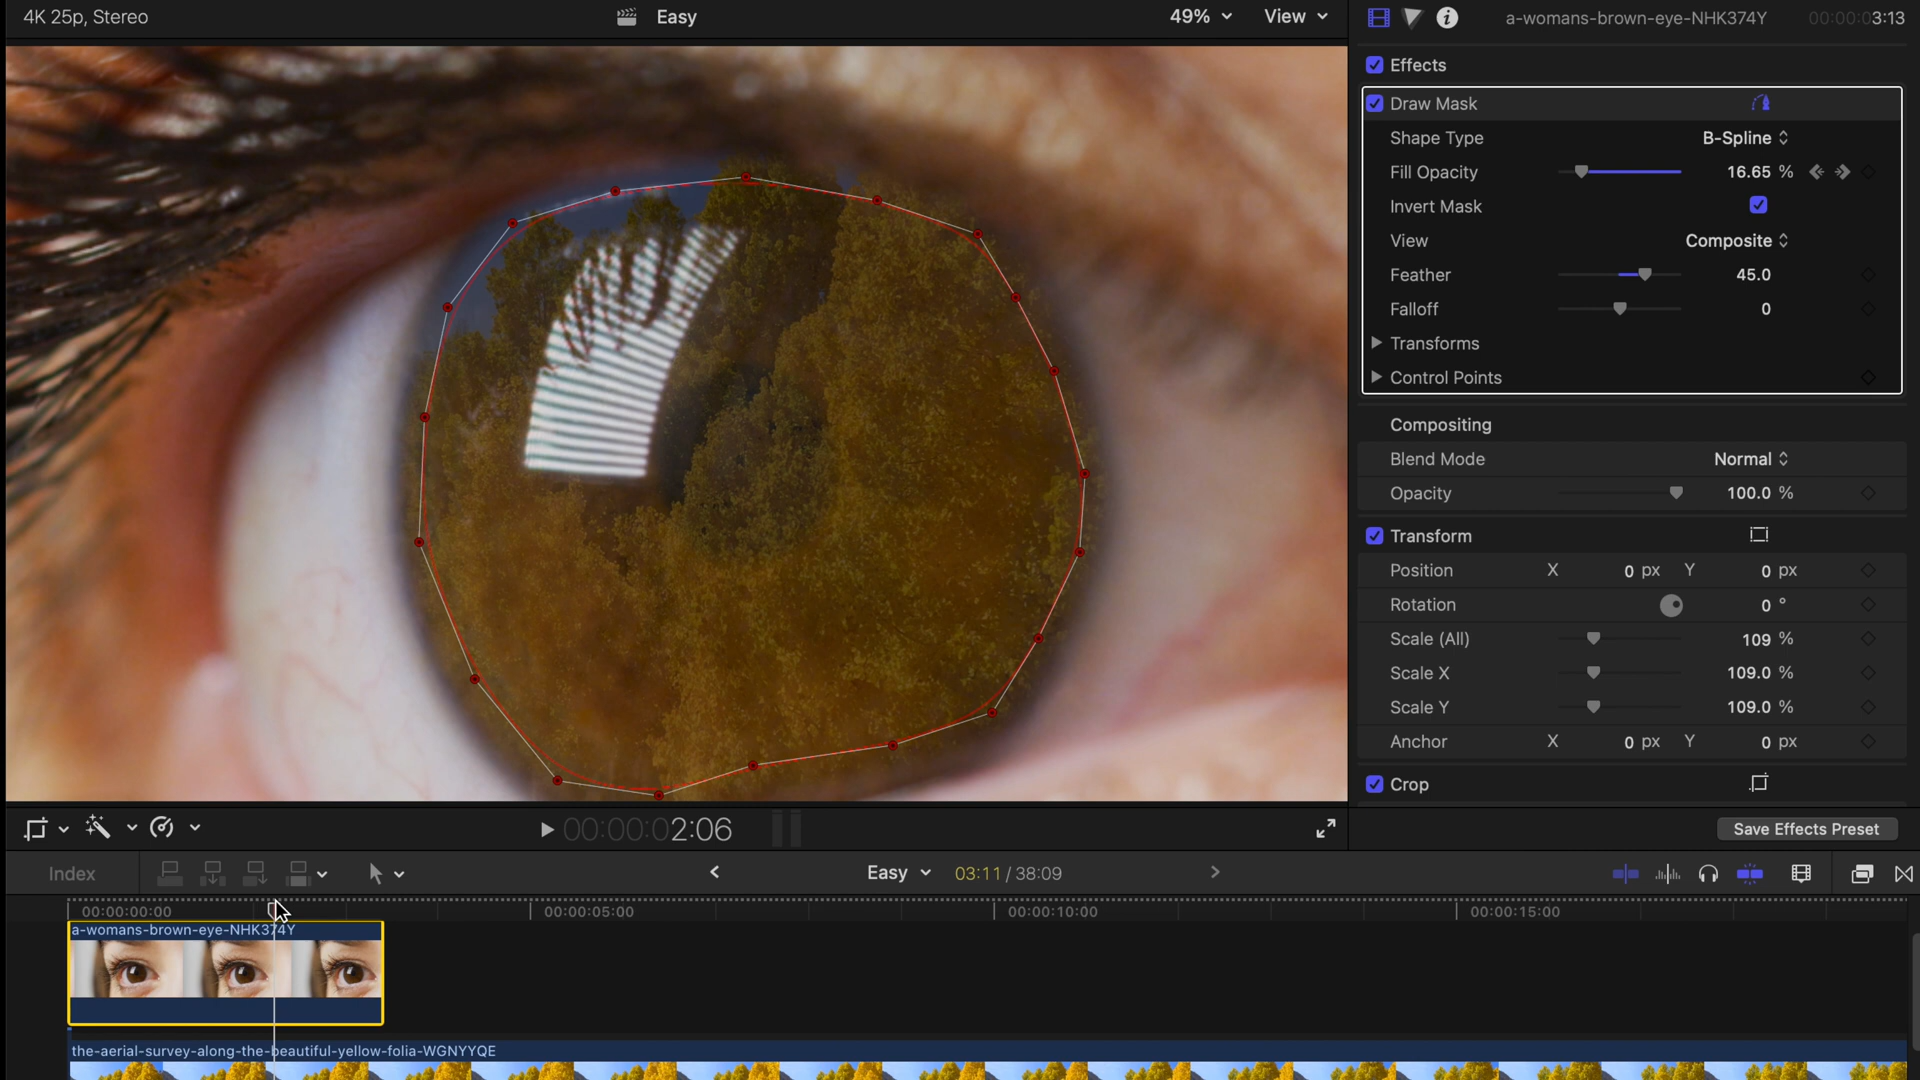 4K 25p, Stereo
Easy
49%
View
a-womans-brown-eye-NHK374Y
00:00:03:13
Effects
Draw Mask
Shape Type
B-Spline
Fill Opacity
16.65 %
Invert Mask
View
Composite
Feather
45.0
Falloff
0
Transforms
Control Points
Compositing
Blend Mode
Normal
Opacity
100.0 %
Transform
Position X 0 px Y 0 px
Rotation 0 °
Scale (All) 109 %
Scale X 109.0 %
Scale Y 109.0 %
Anchor X 0 px Y 0 px
Crop
00:00:02:06
Save Effects Preset
Index
Easy
03:11 / 38:09
00:00:00:00
00:00:05:00
00:00:10:00
00:00:15:00
a-womans-brown-eye-NHK374Y
the-aerial-survey-along-the-beautiful-yellow-folia-WGNYYQE